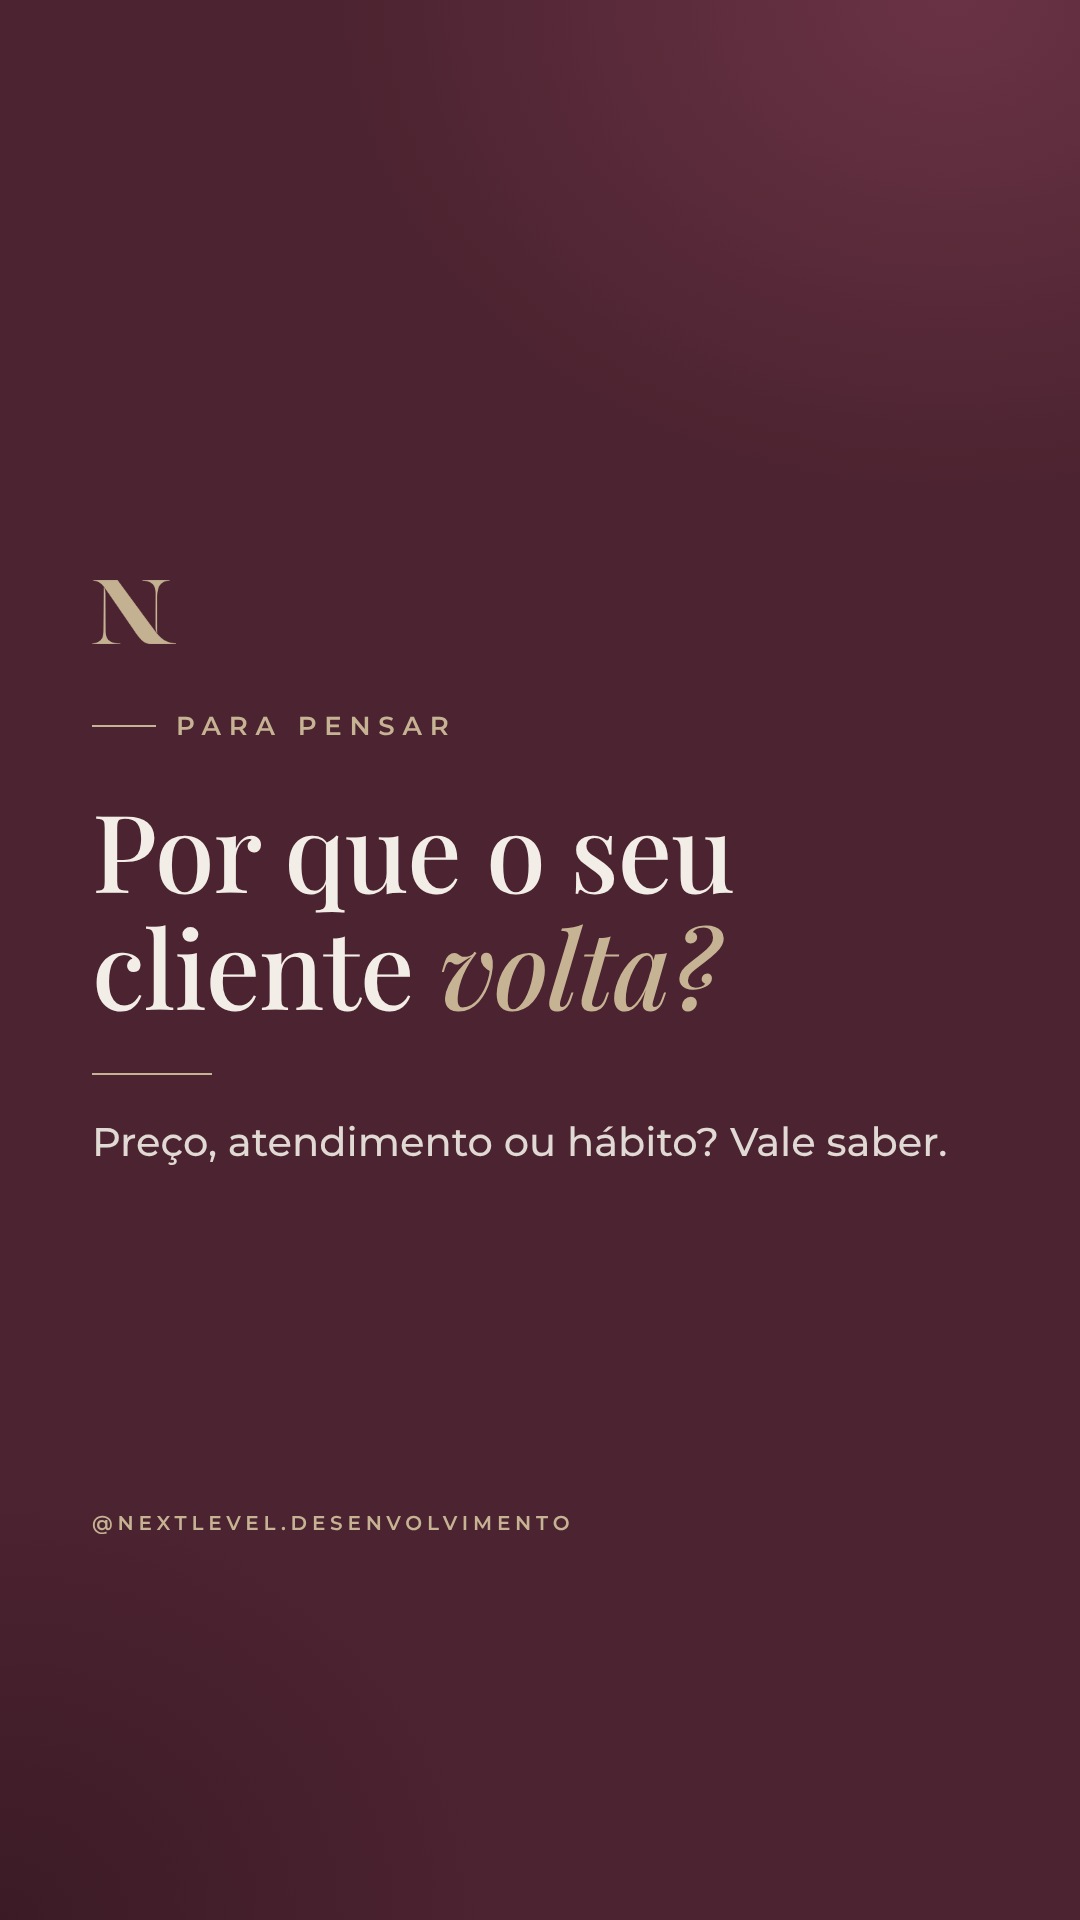 N
PARA PENSAR
Por que o seu
cliente volta?
Preço, atendimento ou hábito? Vale saber.
@NEXTLEVEL.DESENVOLVIMENTO